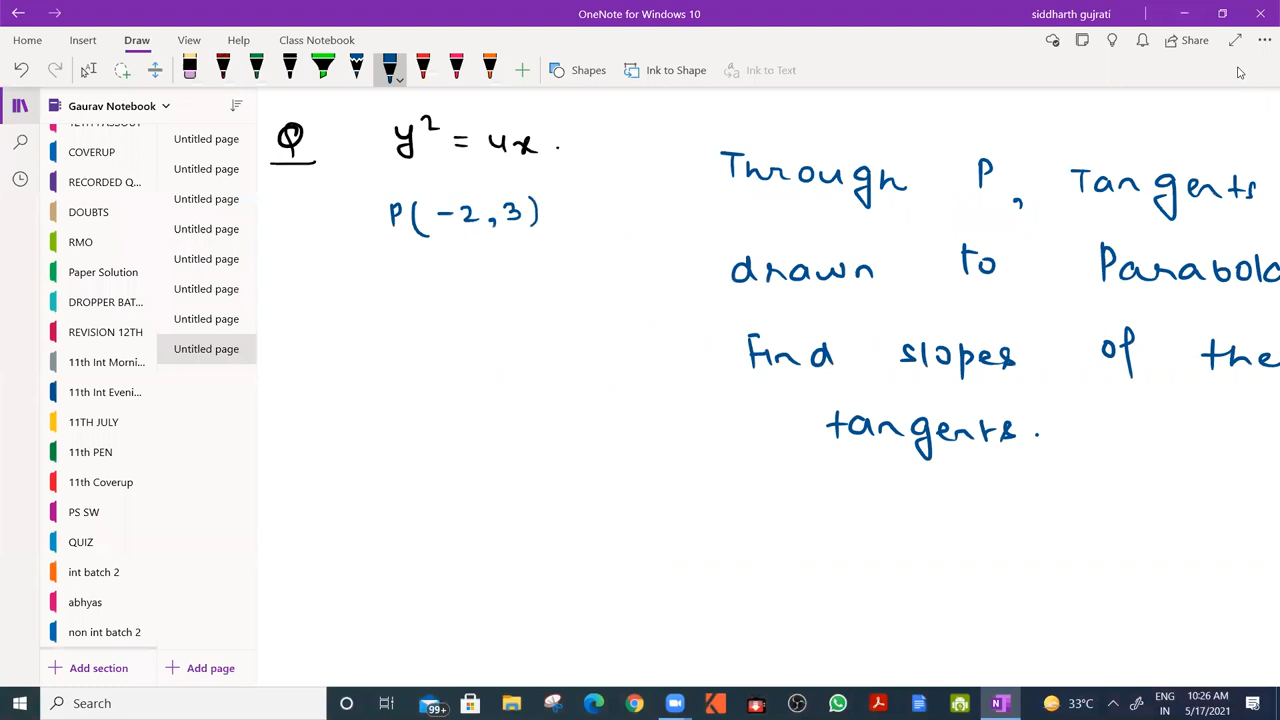 OneNote for Windows 10
siddharth gujrati
Home Insert Draw View Help Class Notebook
Share
Shapes
Ink to Shape
Ink to Text
Gaurav Notebook
12TH PASSOUT
COVERUP
RECORDED Q...
DOUBTS
RMO
Paper Solution
DROPPER BAT...
REVISION 12TH
11th Int Morni...
11th Int Eveni...
11TH JULY
11th PEN
11th Coverup
PS SW
QUIZ
int batch 2
abhyas
non int batch 2
Add section
Untitled page
Untitled page
Untitled page
Untitled page
Untitled page
Untitled page
Untitled page
Untitled page
Add page
Q y² = 4x .
P(-2,3)
Through P, Tangents
drawn to Parabola
Find slopes of the
tangents.
Search
99+
33°C
ENG
IN
10:26 AM
5/17/2021